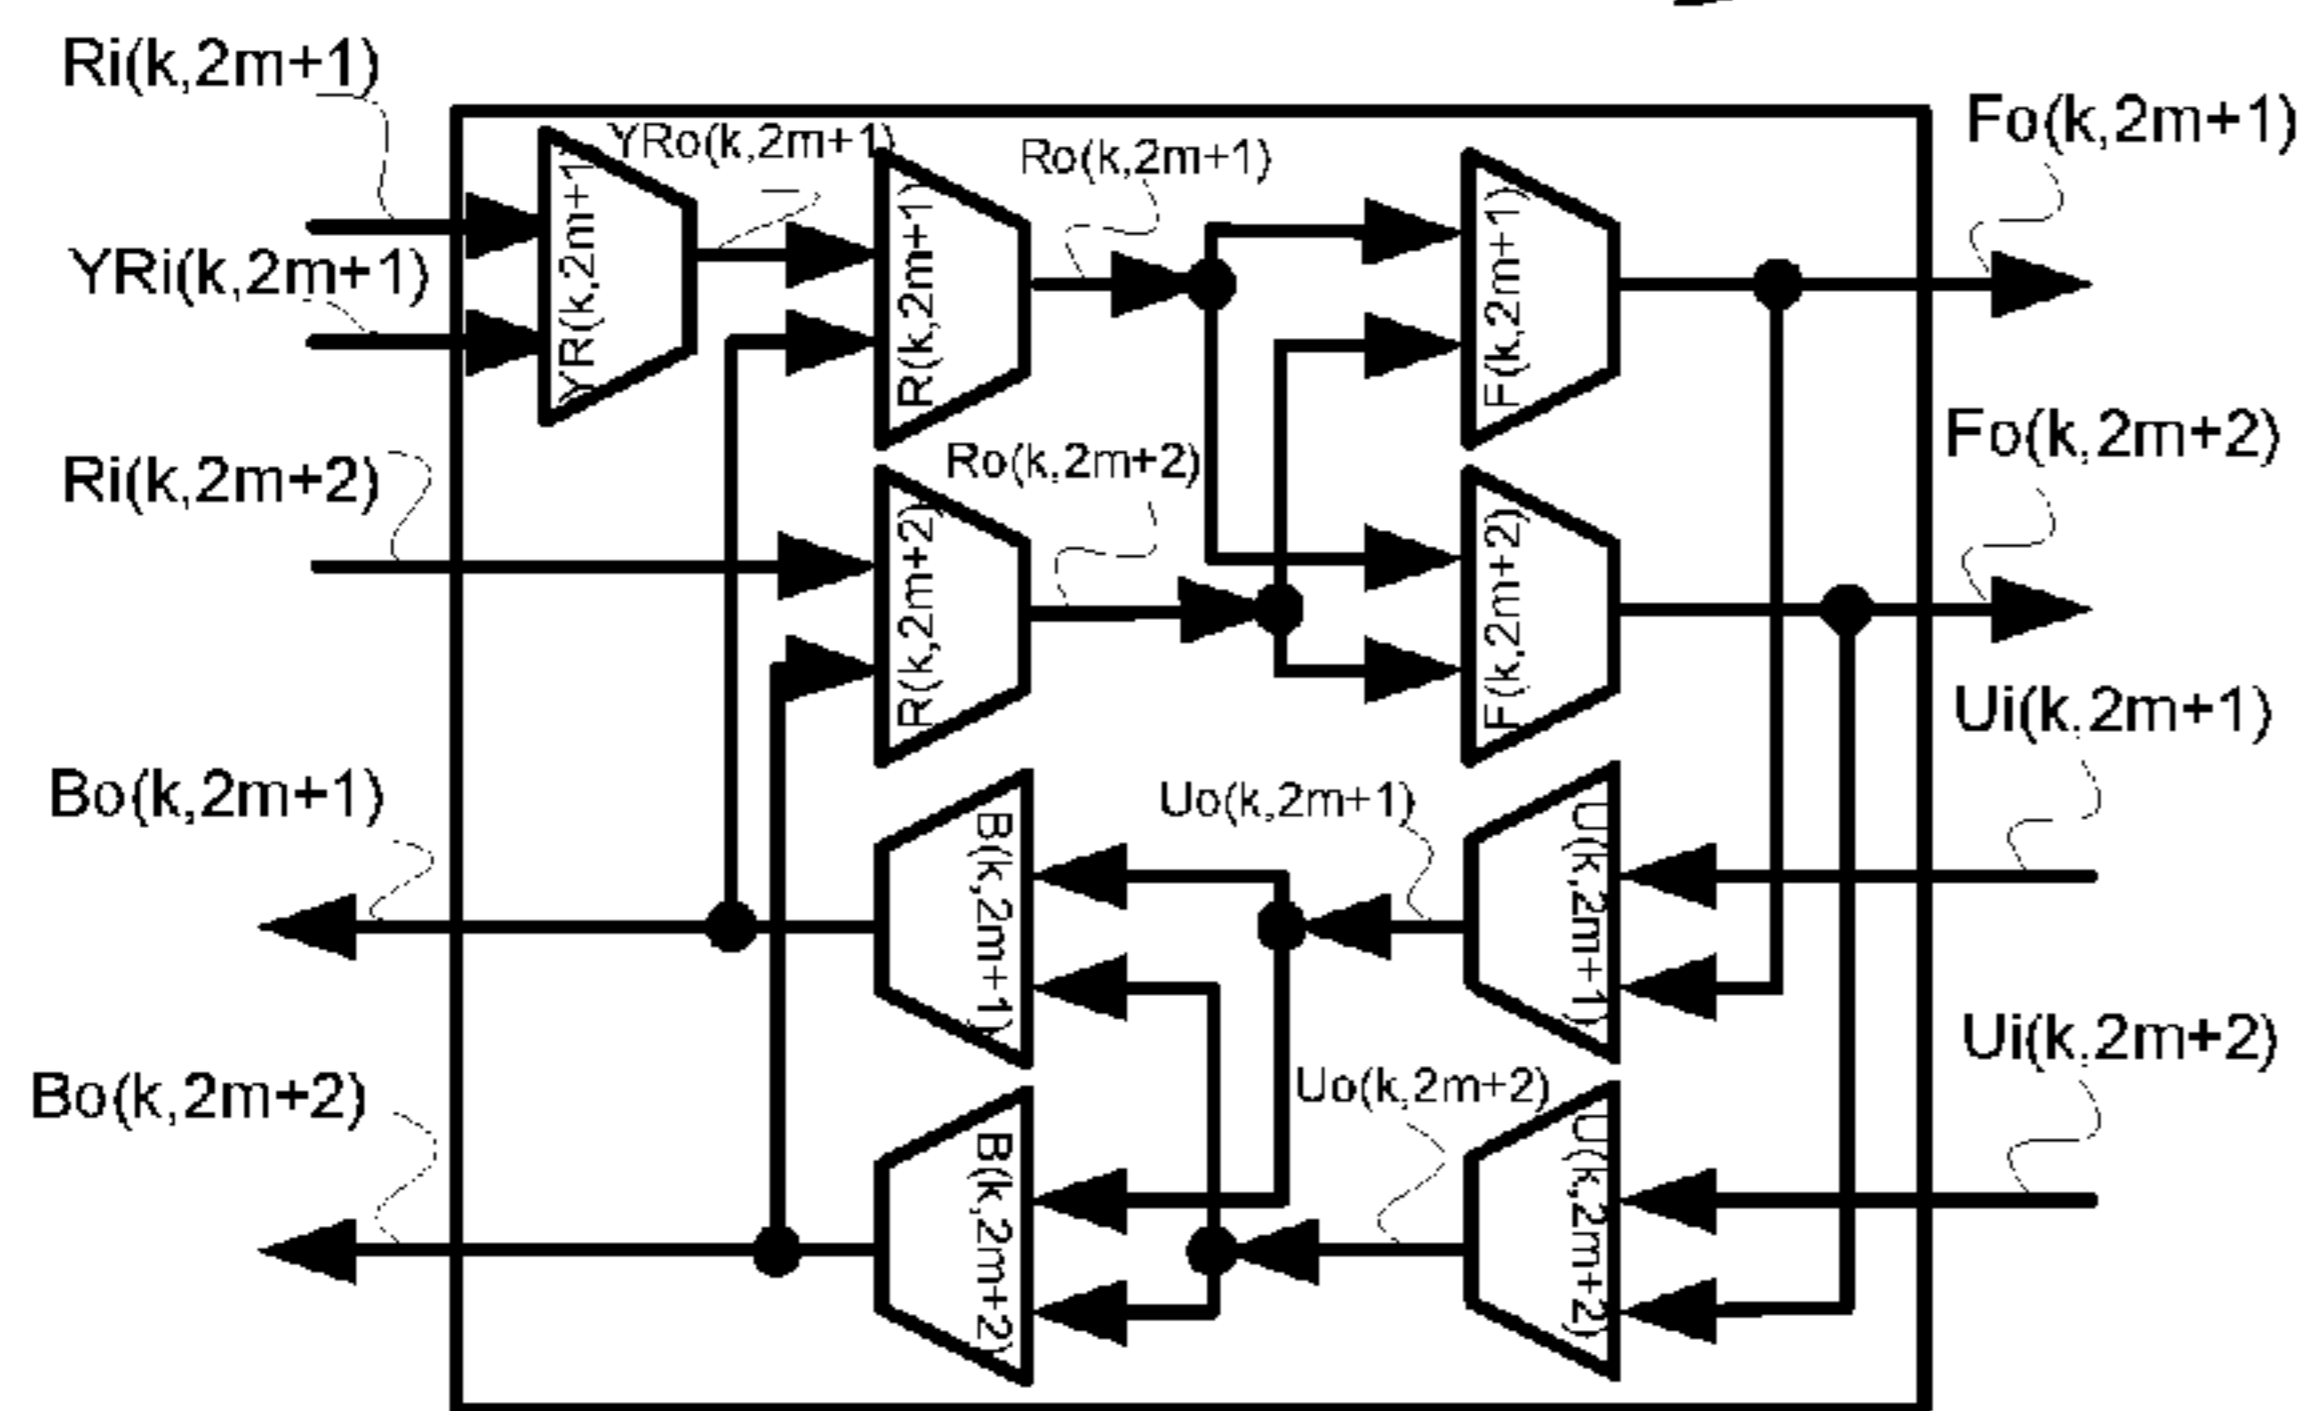 Ri(k,2m+1)
YRi(k,2m+1)
YR(k,2m+1)
YRo(k,2m+1)
R(k,2m+1)
Ro(k,2m+1)
F(k,2m+1)
Fo(k,2m+1)
Ri(k,2m+2)
R(k,2m+2)
Ro(k,2m+2)
F(k,2m+2)
Fo(k,2m+2)
Bo(k,2m+1)
B(k,2m+1)
Uo(k,2m+1)
U(k,2m+1)
Ui(k,2m+1)
Bo(k,2m+2)
B(k,2m+2)
Uo(k,2m+2)
U(k,2m+2)
Ui(k,2m+2)